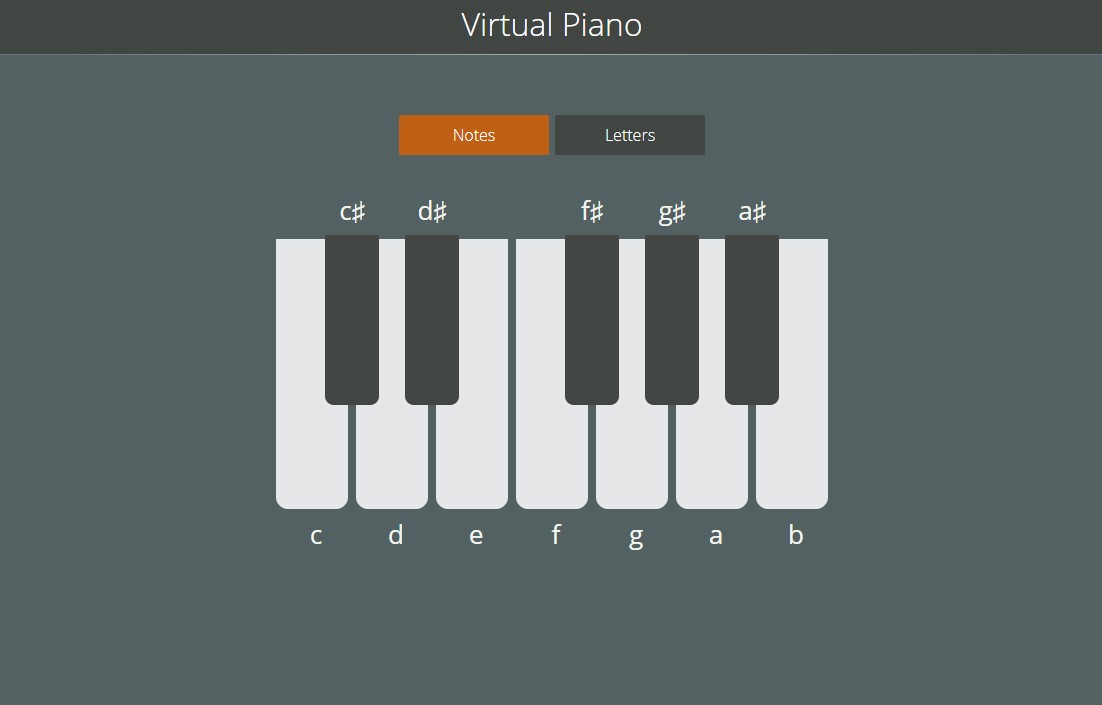 Virtual Piano
Notes Letters
c♯ d♯ f♯ g♯ a♯
c d e f g a b